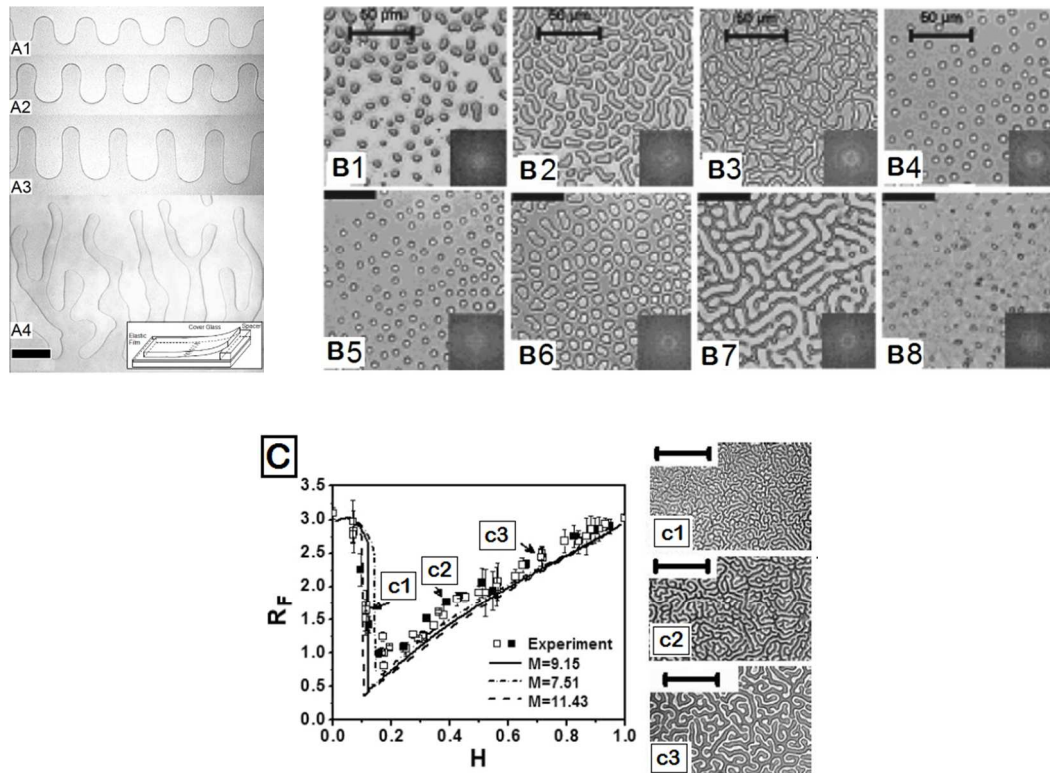 A1
A2
A3
A4
Elastic
Film
Cover Glass
Spacer
50 µm
B1
50 µm
B2
50 µm
B3
50 µm
B4
B5
B6
B7
B8
C
3.5
3.0
2.5
2.0
1.5
1.0
0.5
0.0
RF
c1
c2
c3
Experiment
M=9.15
M=7.51
M=11.43
0.0 0.2 0.4 0.6 0.8 1.0
H
c1
c2
c3